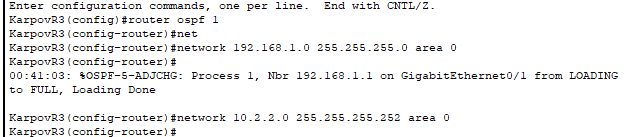 Enter configuration commands, one per line.  End with CNTL/Z.
KarpovR3(config)#router ospf 1
KarpovR3(config-router)#net
KarpovR3(config-router)#network 192.168.1.0 255.255.255.0 area 0
KarpovR3(config-router)#
00:41:03: %OSPF-5-ADJCHG: Process 1, Nbr 192.168.1.1 on GigabitEthernet0/1 from LOADING
to FULL, Loading Done
KarpovR3(config-router)#network 10.2.2.0 255.255.255.252 area 0
KarpovR3(config-router)#